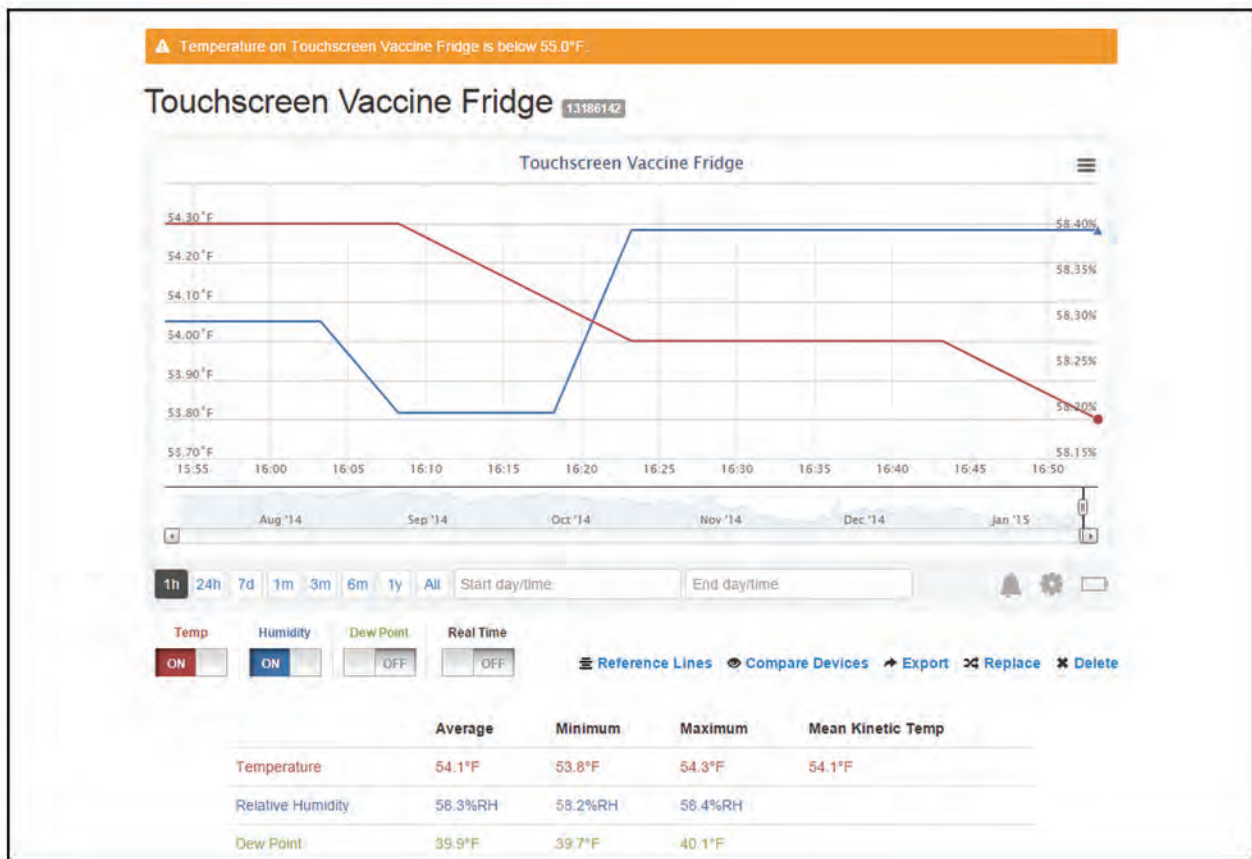 Temperature on Touchscreen Vaccine Fridge is below 55.0°F.
Touchscreen Vaccine Fridge 13186142
Touchscreen Vaccine Fridge
54.30°F 58.40%
54.20°F 58.35%
54.10°F 58.30%
54.00°F 58.25%
53.90°F
53.80°F 58.20%
53.70°F 58.15%
15:55 16:00 16:05 16:10 16:15 16:20 16:25 16:30 16:35 16:40 16:45 16:50
Aug '14 Sep '14 Oct '14 Nov '14 Dec '14 Jan '15
1h 24h 7d 1m 3m 6m 1y All Start day/time End day/time
Temp Humidity Dew Point Real Time
ON ON OFF OFF Reference Lines Compare Devices Export Replace Delete
Average Minimum Maximum Mean Kinetic Temp
Temperature 54.1°F 53.8°F 54.3°F 54.1°F
Relative Humidity 58.3%RH 58.2%RH 58.4%RH
Dew Point 39.9°F 39.7°F 40.1°F